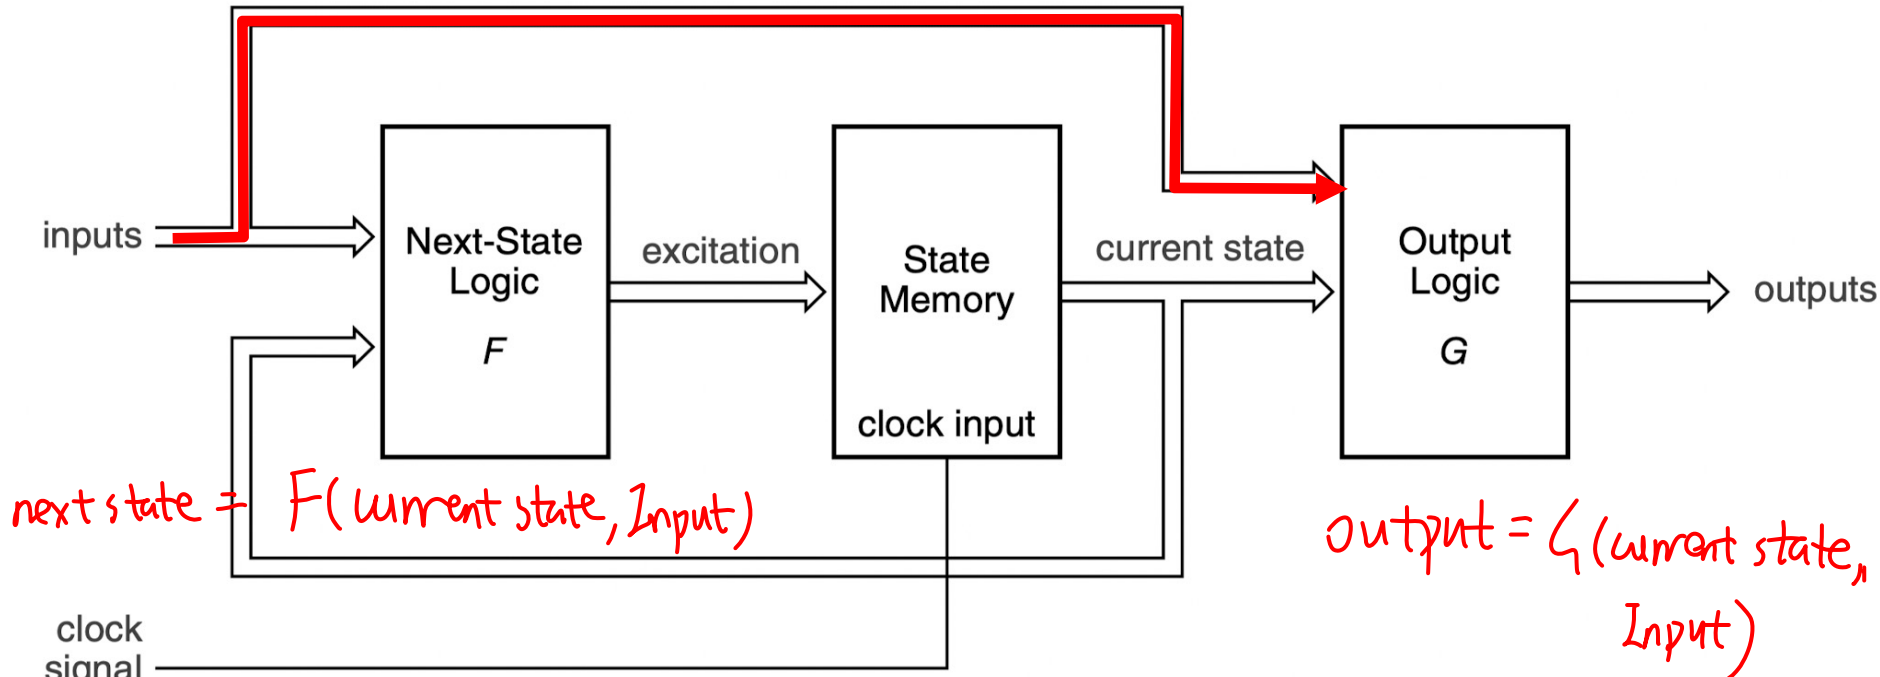 inputs
Next-State
Logic
F
excitation
State
Memory
clock input
current state
Output
Logic
G
outputs
next state = F(current state, Input)
output = G(current state,
Input)
clock
signal